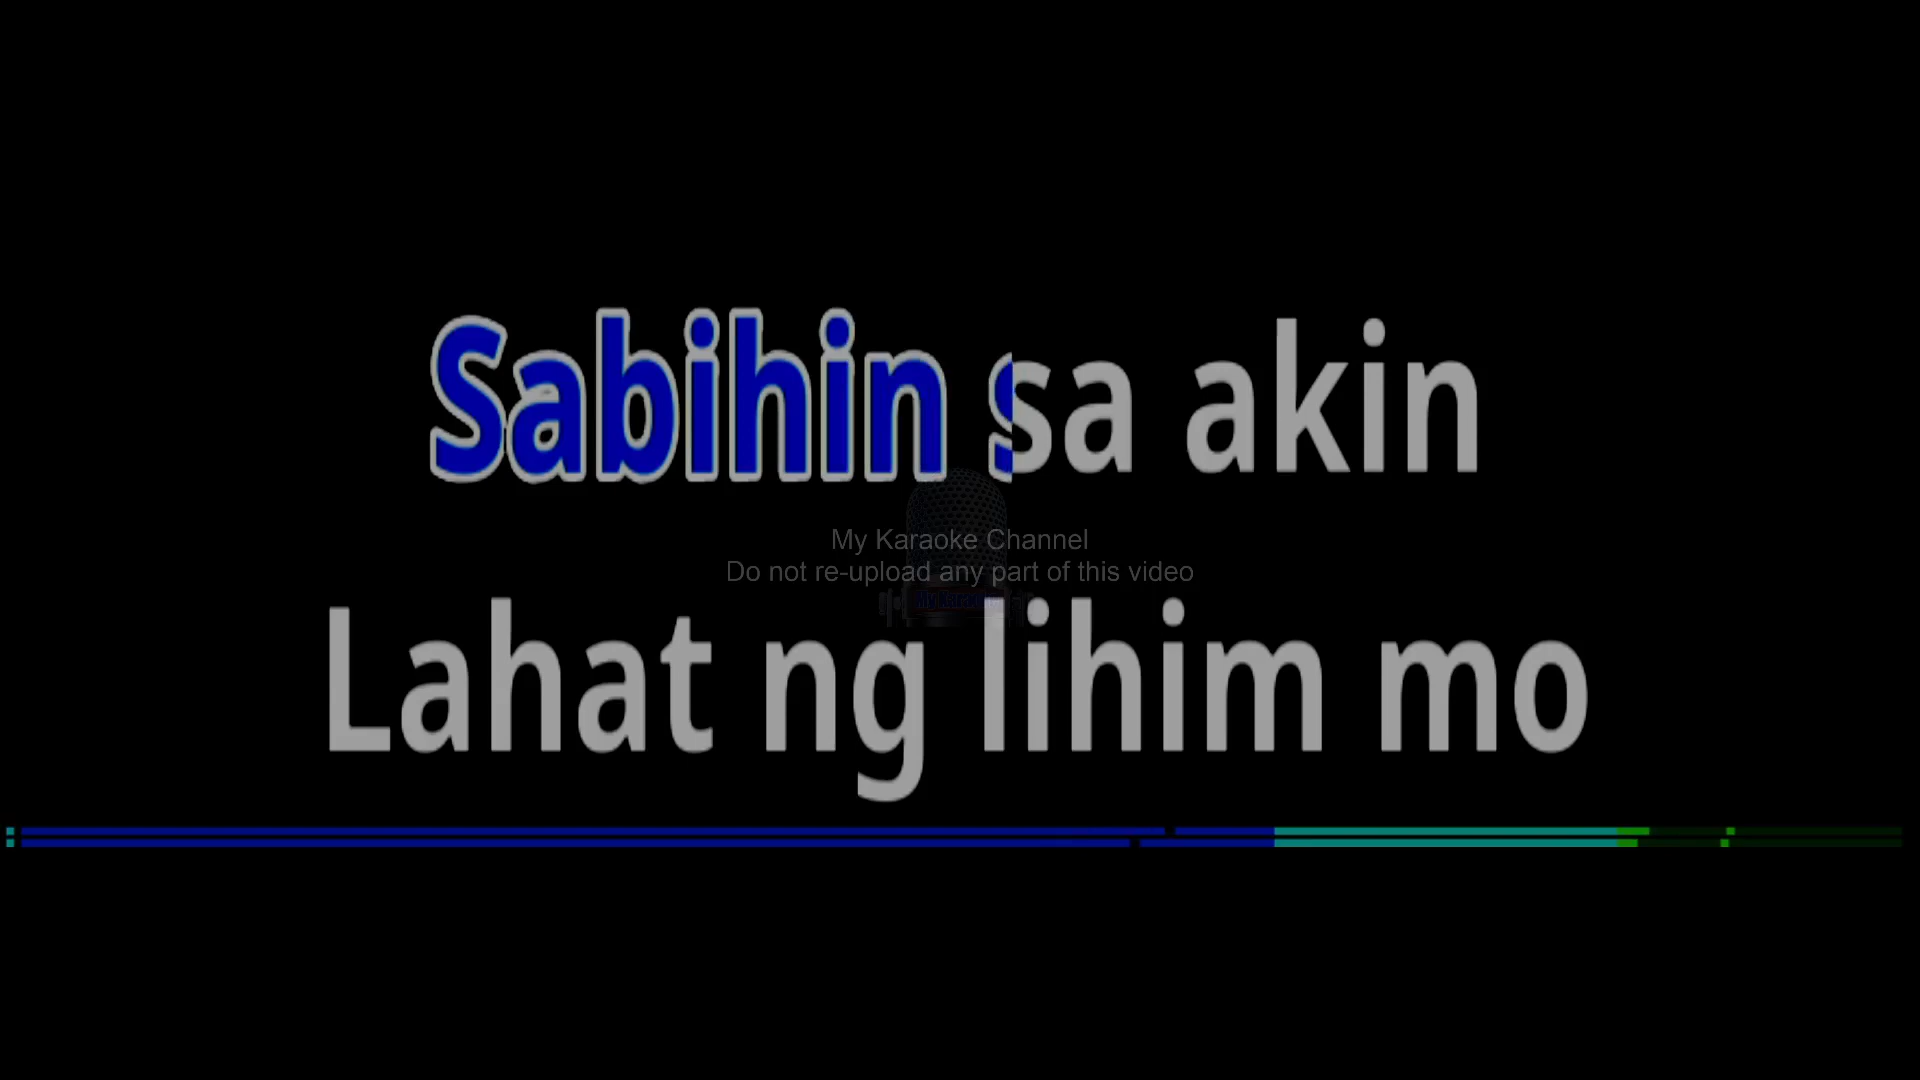 Sabihin sa akin
My Karaoke Channel
Do not re-upload any part of this video
Lahat ng lihim mo